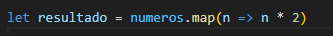 let resultado = numeros.map(n => n * 2)